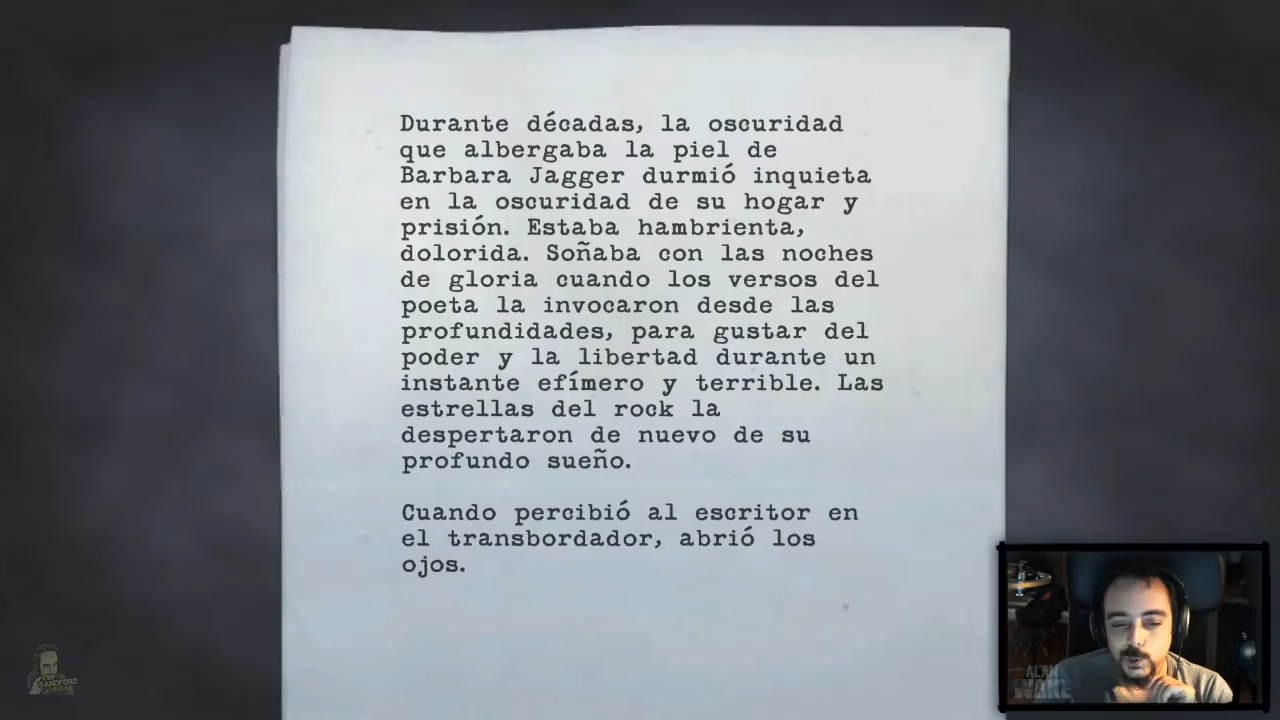 Durante décadas, la oscuridad
que albergaba la piel de
Barbara Jagger durmió inquieta
en la oscuridad de su hogar y
prisión. Estaba hambrienta,
dolorida. Soñaba con las noches
de gloria cuando los versos del
poeta la invocaron desde las
profundidades, para gustar del
poder y la libertad durante un
instante efímero y terrible. Las
estrellas del rock la
despertaron de nuevo de su
profundo sueño.
Cuando percibió al escritor en
el transbordador, abrió los
ojos.
ALAN
WAKE
SANDFORD